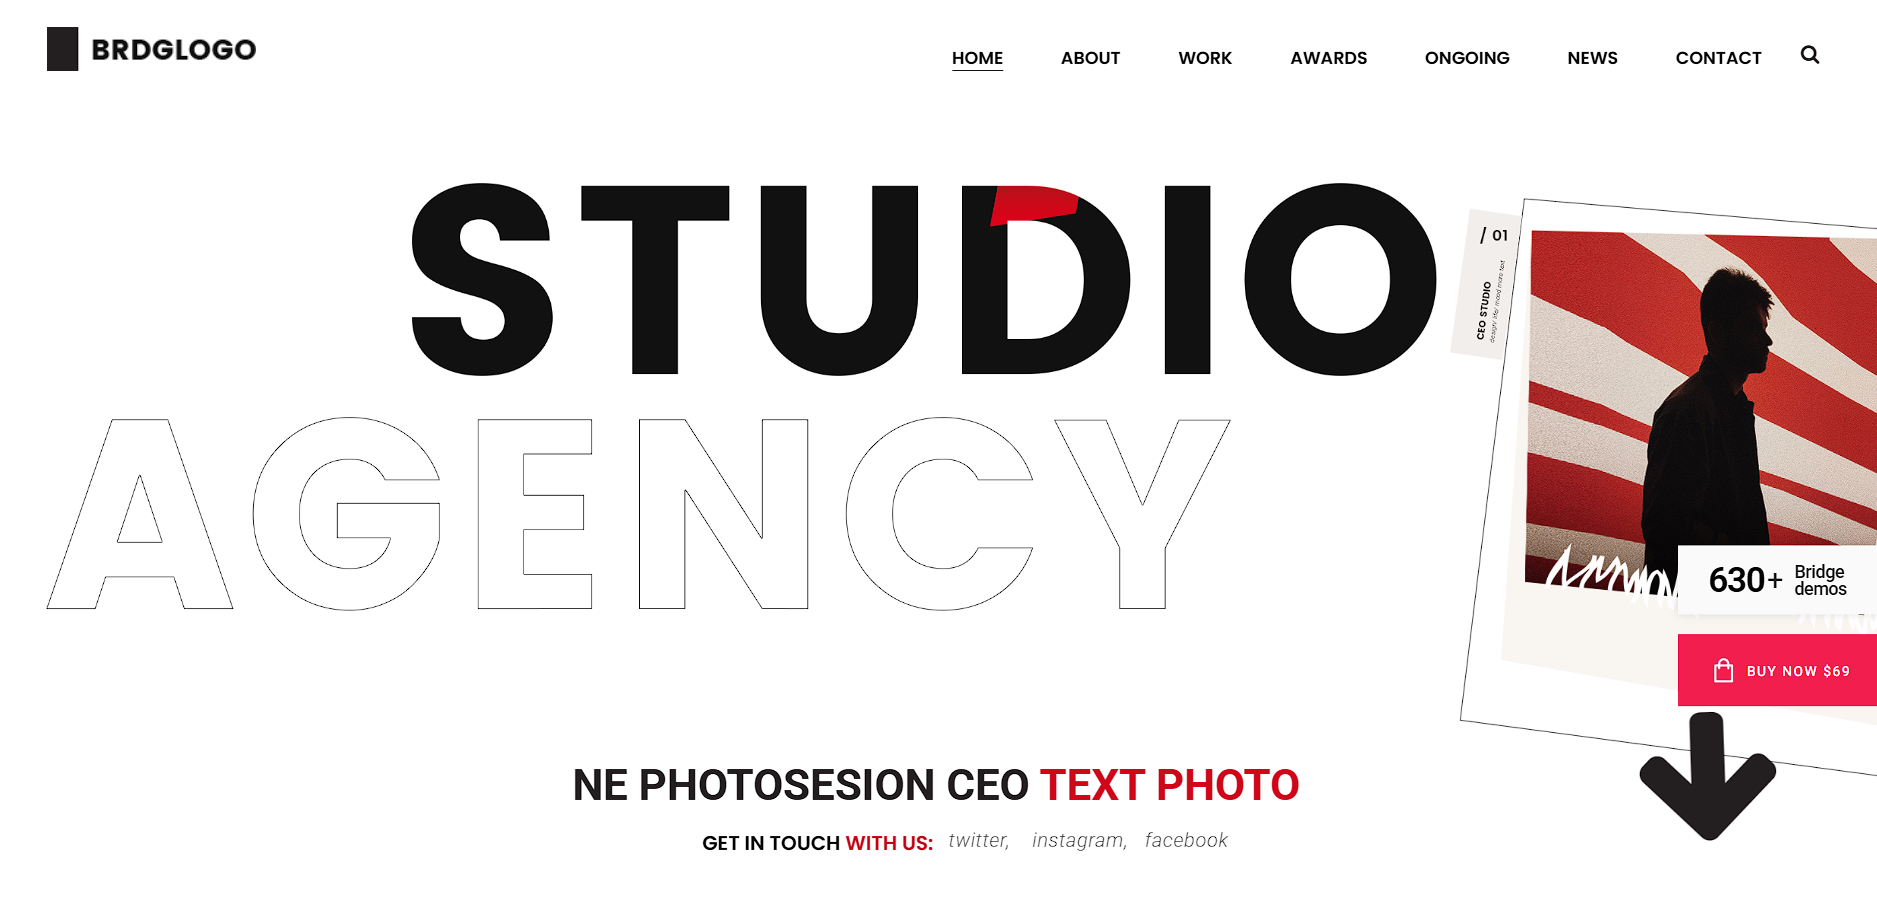 BRDGLOGO
HOME ABOUT WORK AWARDS ONGOING NEWS CONTACT
STUDIO
/ 01
CEO STUDIO
AGENCY
630+ Bridge
demos
BUY NOW $69
NE PHOTOSESION CEO TEXT PHOTO
GET IN TOUCH WITH US: twitter, instagram, facebook